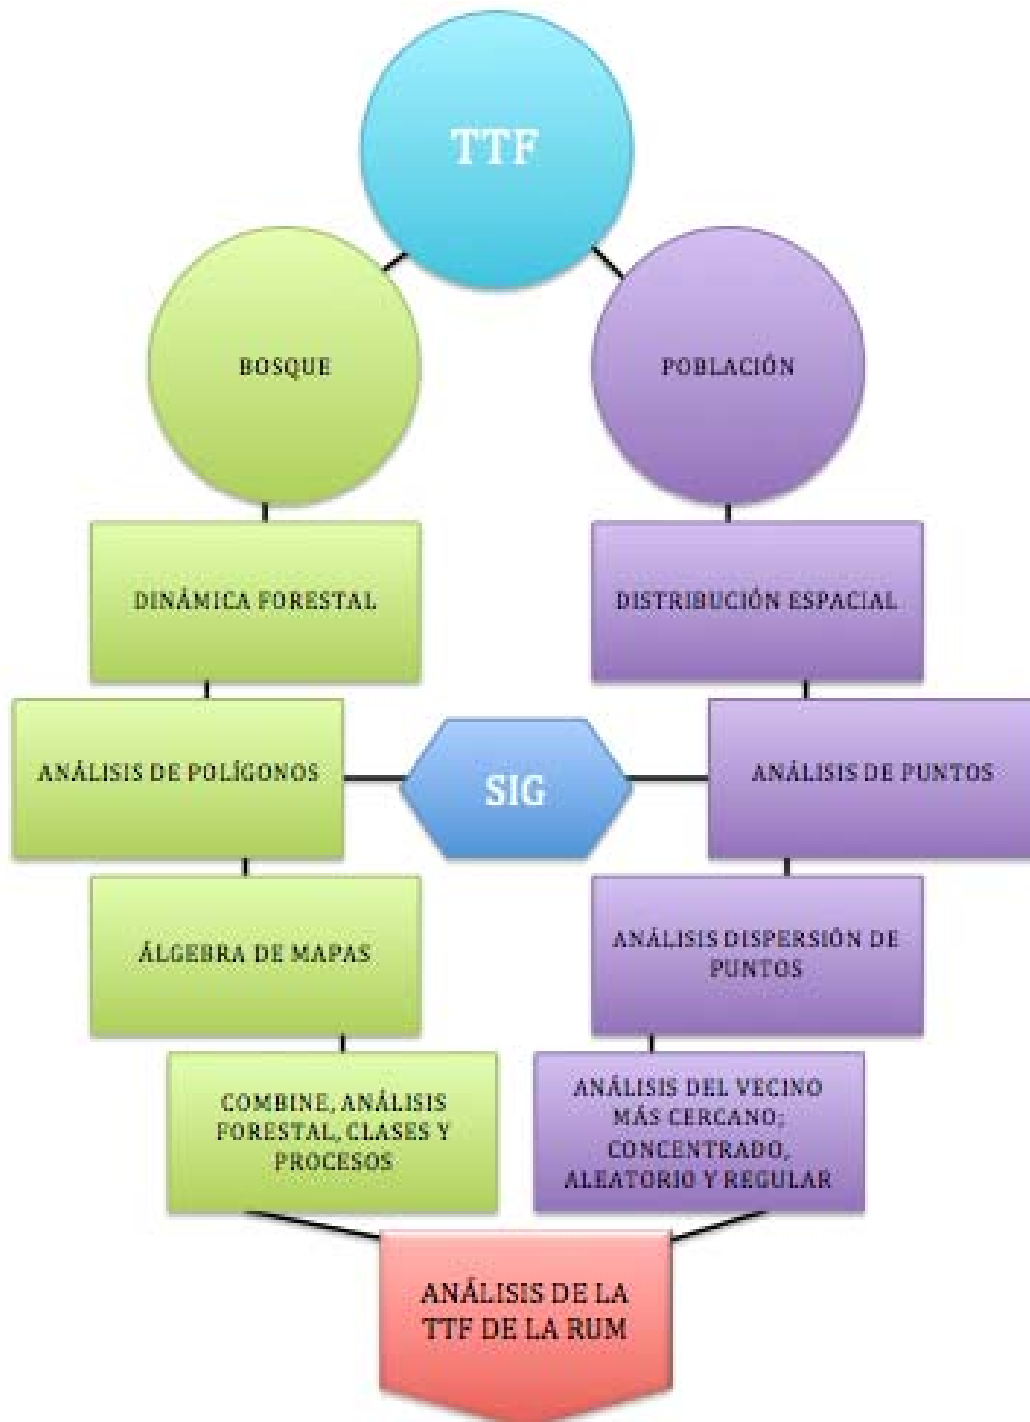 TTF
BOSQUE
POBLACIÓN
DINÁMICA FORESTAL
DISTRIBUCIÓN ESPACIAL
ANÁLISIS DE POLÍGONOS
SIG
ANÁLISIS DE PUNTOS
ÁLGEBRA DE MAPAS
ANÁLISIS DISPERSIÓN DE
PUNTOS
COMBINE, ANÁLISIS
FORESTAL, CLASES Y
PROCESOS
ANÁLISIS DEL VECINO
MÁS CERCANO;
CONCENTRADO,
ALEATORIO Y REGULAR
ANÁLISIS DE LA
TTF DE LA RUM